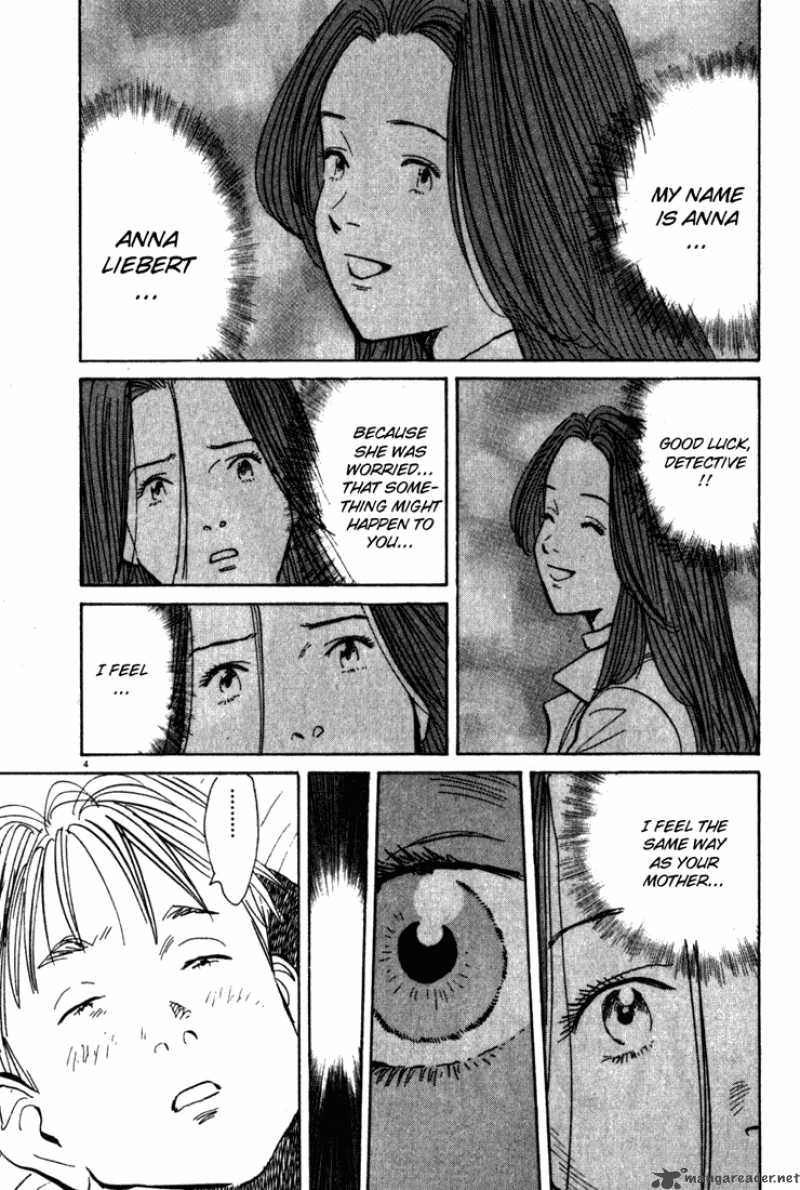 MY NAME
IS ANNA
...
ANNA
LIEBERT
...
GOOD LUCK,
DETECTIVE
!!
BECAUSE
SHE WAS
WORRIED...
THAT SOME-
THING MIGHT
HAPPEN TO
YOU...
I FEEL
...
4
I FEEL THE
SAME WAY
AS YOUR
MOTHER...
.........
mangareader.net